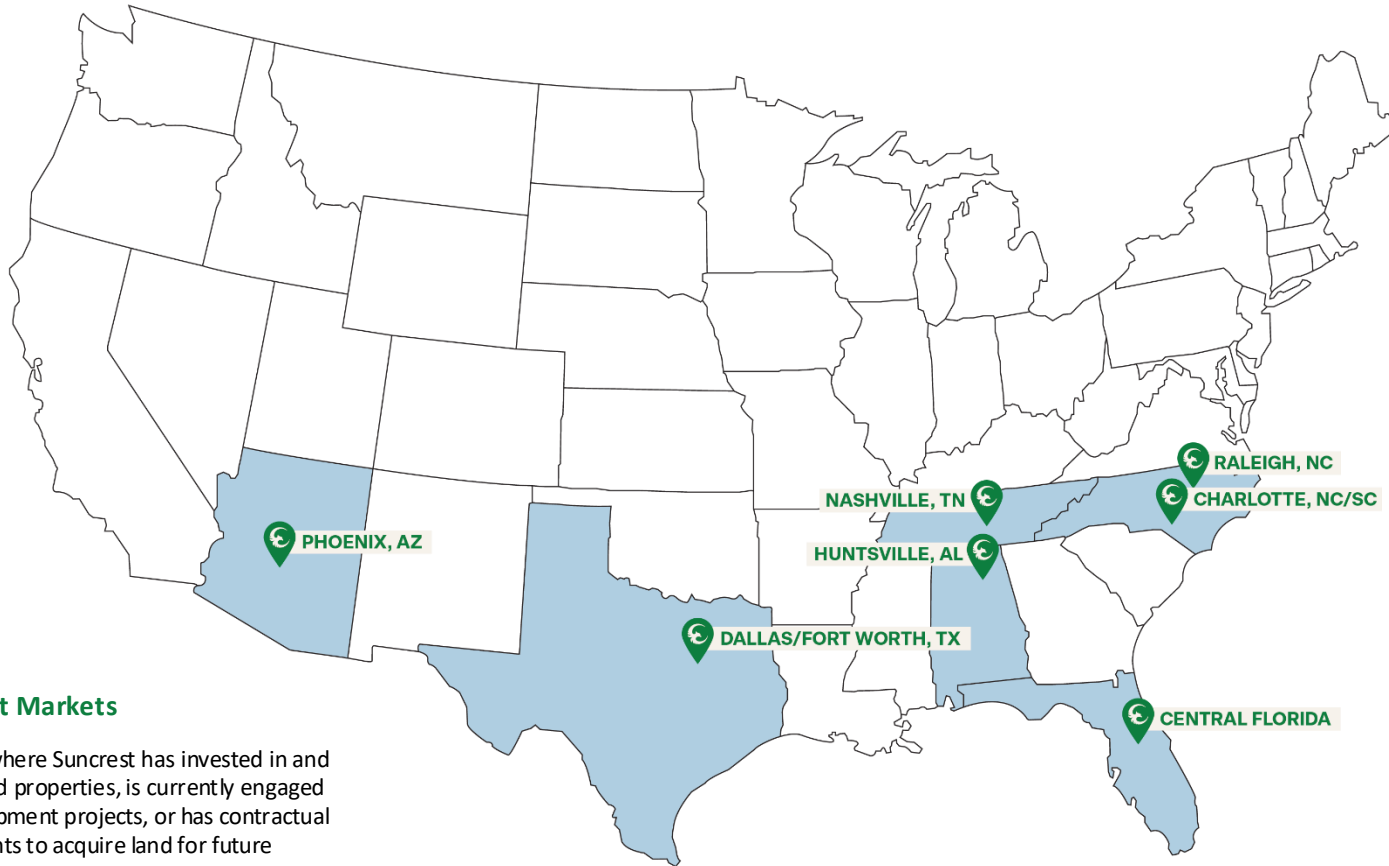 RALEIGH, NC
NASHVILLE, TN
CHARLOTTE, NC/SC
PHOENIX, AZ
HUNTSVILLE, AL
DALLAS/FORT WORTH, TX
CENTRAL FLORIDA
t Markets
where Suncrest has invested in and
d properties, is currently engaged
pment projects, or has contractual
nts to acquire land for future